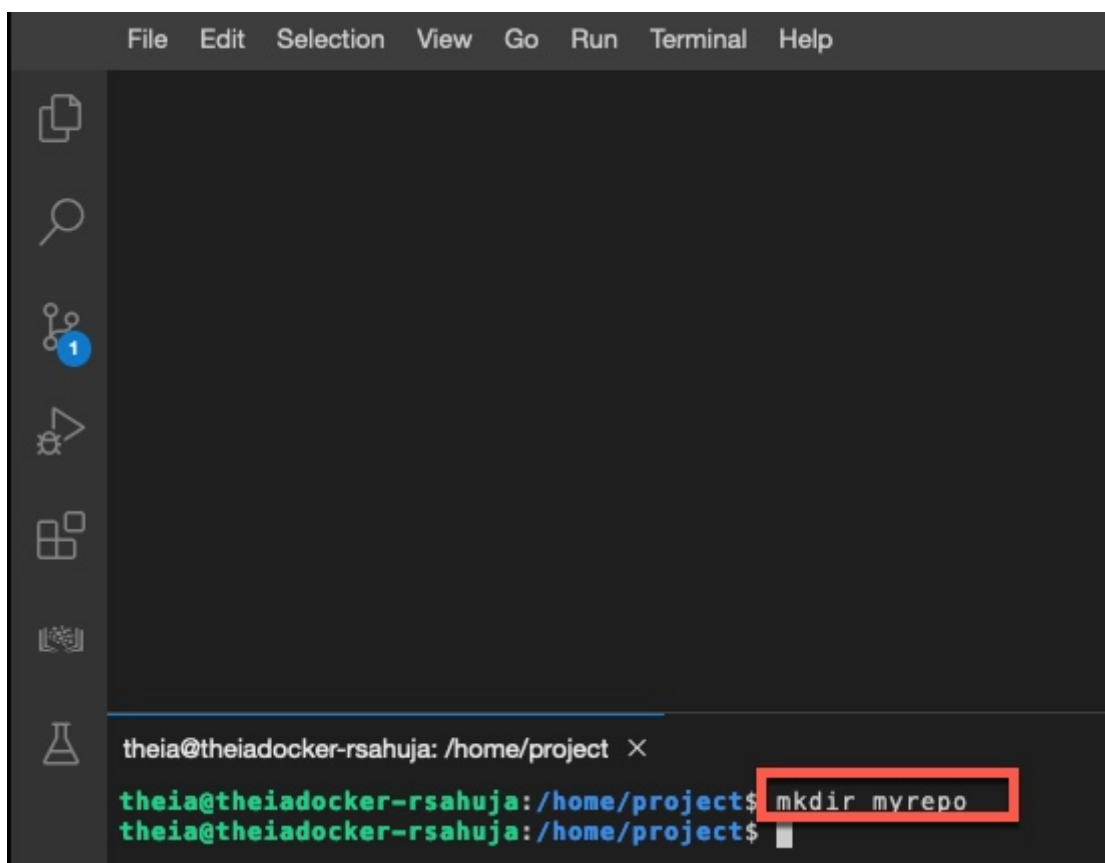 File Edit Selection View Go Run Terminal Help
1
theia@theiadocker-rsahuja: /home/project ×
theia@theiadocker-rsahuja:/home/project$ mkdir myrepo
theia@theiadocker-rsahuja:/home/project$